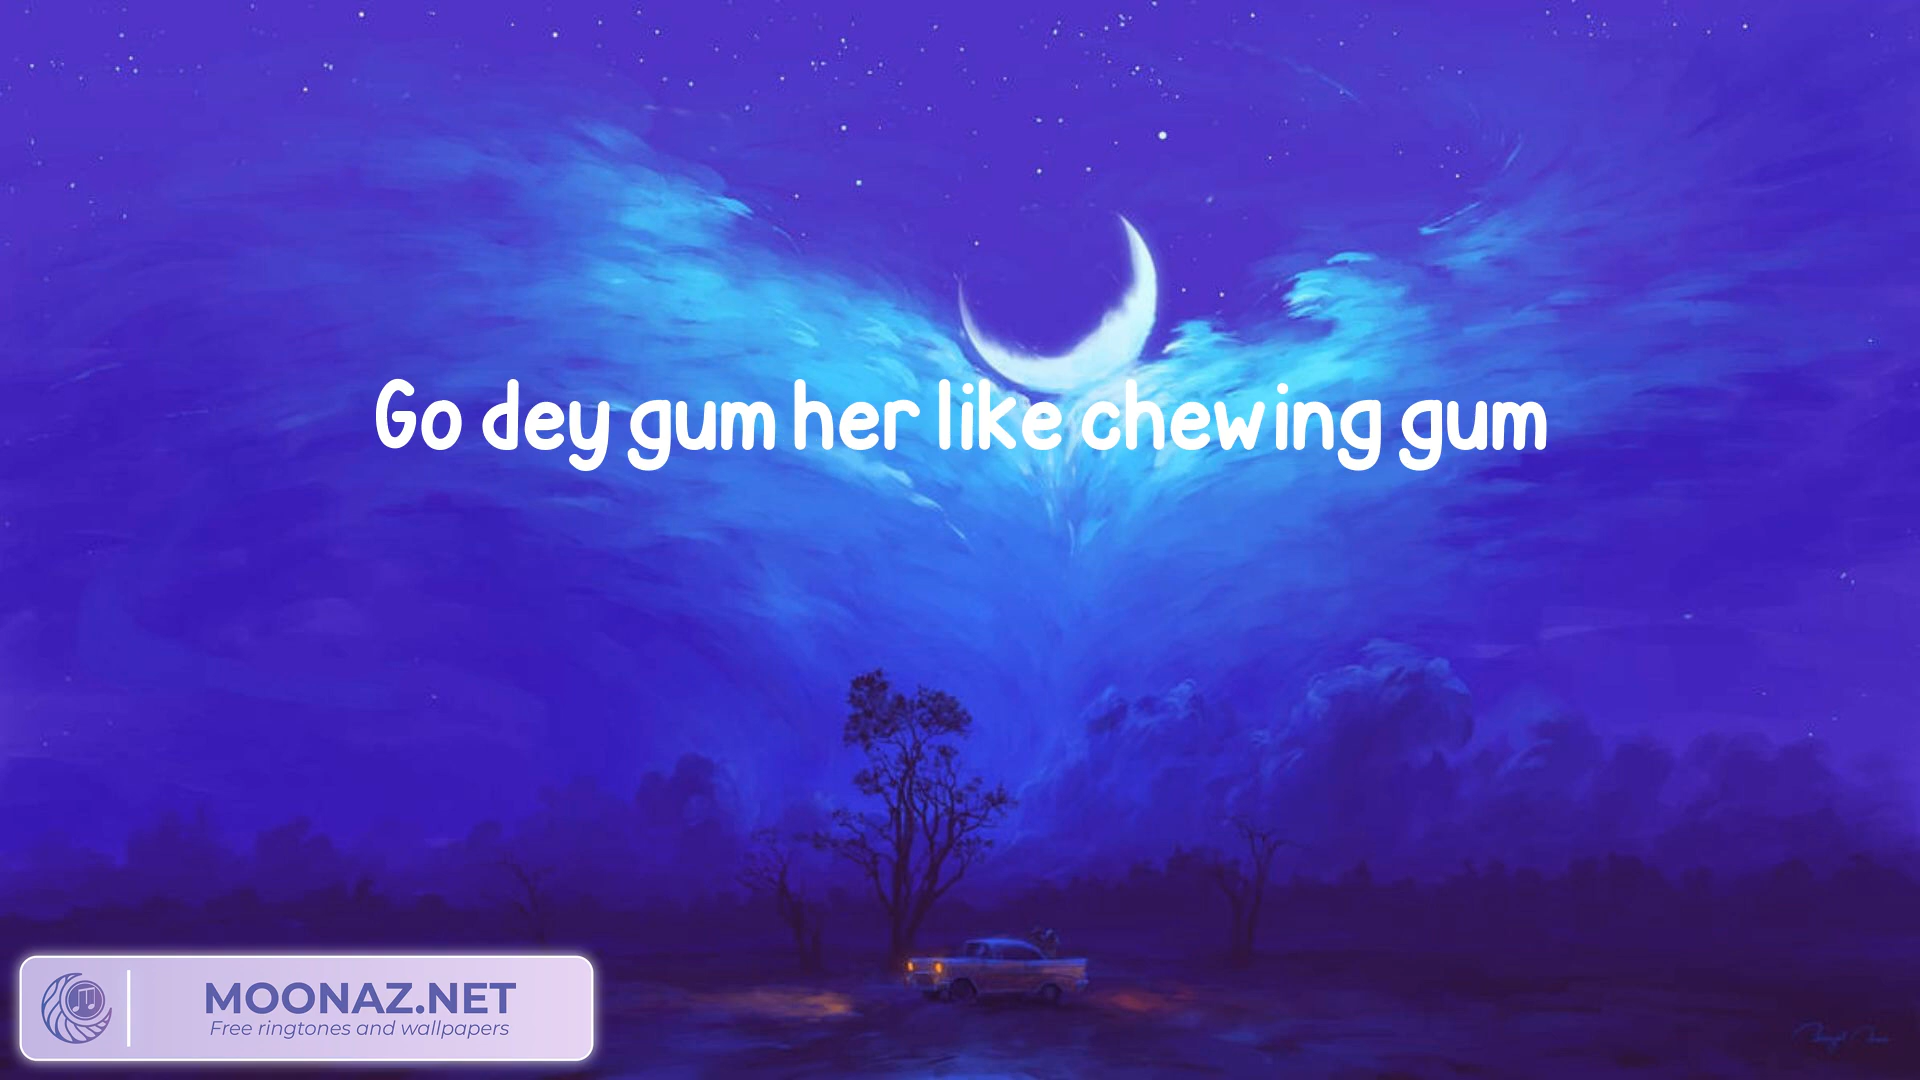 Go dey gum her like chewing gum
MOONAZ.NET
Free ringtones and wallpapers